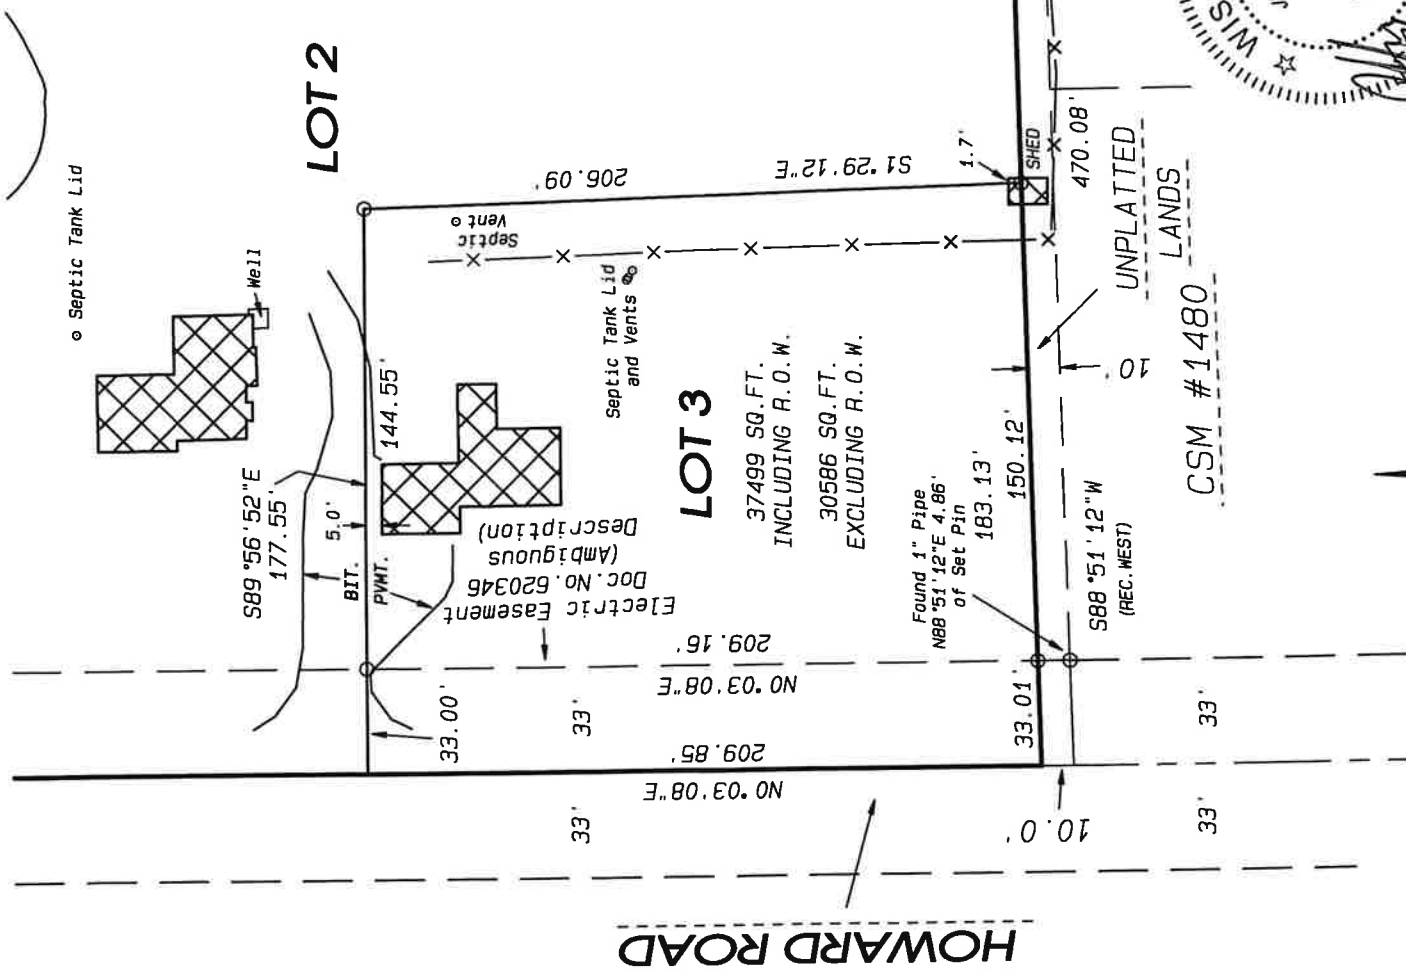 LOT 2
Septic Tank Lid
Well
S89°56'52"E
177.55'
144.55'
5.0'
BIT.
PVMT.
206.09'
S1°29'12"E
Septic
Vent
Septic Tank Lid
and Vents
1.7'
SHED
470.08'
UNPLATTED
LANDS
CSM #1480
LOT 3
37499 SQ.FT.
INCLUDING R.O.W.
30586 SQ.FT.
EXCLUDING R.O.W.
Electric Easement
Doc.No.620346
(Ambiguous
Description)
Found 1" Pipe
N88°51'12"E 4.86'
of Set Pin
183.13'
150.12'
10'
S88°51'12"W
(REC.WEST)
209.16'
N0°03'08"E
33.00'
33'
33.01'
33'
209.85'
N0°03'08"E
33'
10.0'
33'
HOWARD ROAD
WIS